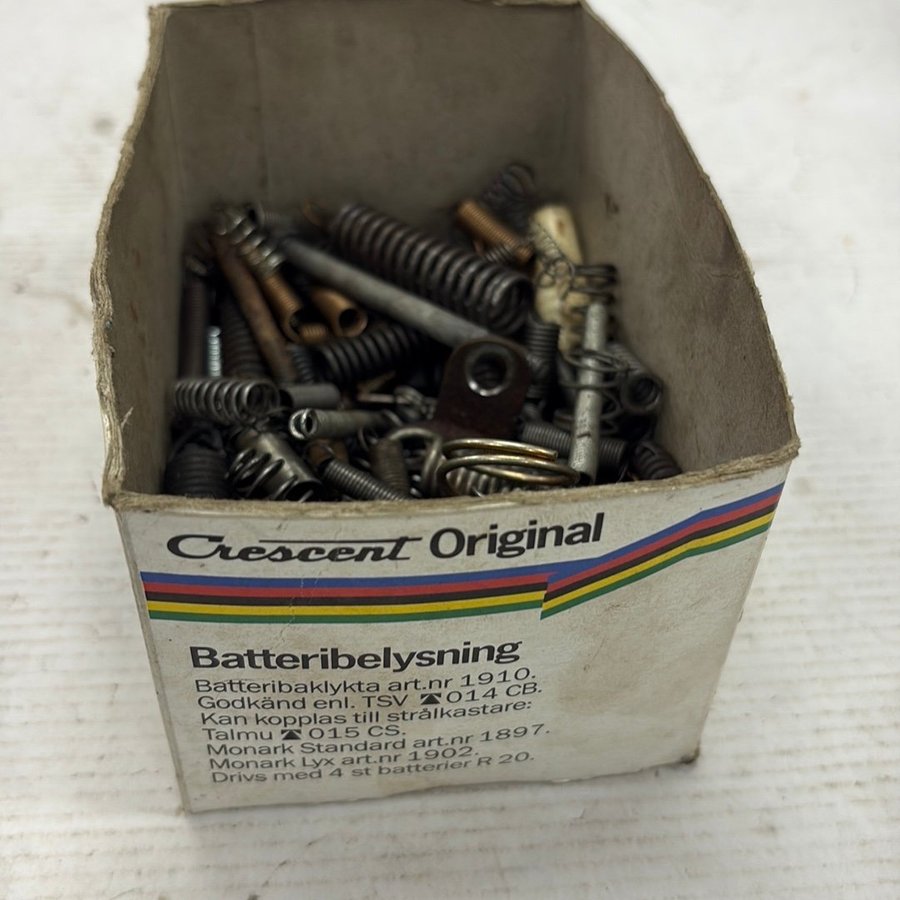 Crescent Original
Batteribelysning
Batteribaklykta art.nr 1910.
Godkänd enl. TSV 014 CB.
Kan kopplas till strålkastare:
Talmu 015 CS.
Monark Standard art.nr 1897.
Monark Lyx art.nr 1902.
Drivs med 4 st batterier R 20.